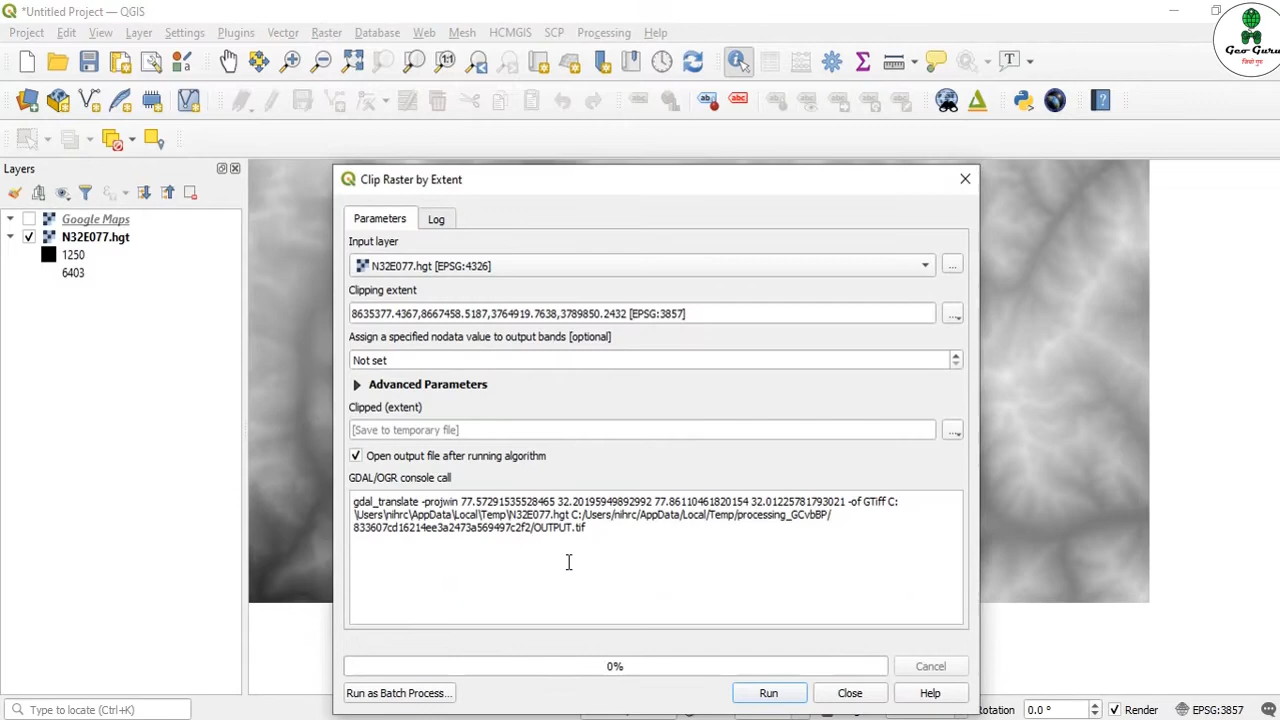 *Untitled Project — QGIS
Project Edit View Layer Settings Plugins Vector Raster Database Web Mesh HCMGIS SCP Processing Help
Geo Guru
जियो गुरु
Layers
Google Maps
N32E077.hgt
1250
6403
Clip Raster by Extent
Parameters Log
Input layer
N32E077.hgt [EPSG:4326]
Clipping extent
8635377.4367,8667458.5187,3764919.7638,3789850.2432 [EPSG:3857]
Assign a specified nodata value to output bands [optional]
Not set
Advanced Parameters
Clipped (extent)
[Save to temporary file]
Open output file after running algorithm
GDAL/OGR console call
gdal_translate -projwin 77.57291535528465 32.20195949892992 77.86110461820154 32.01225781793021 -of GTiff C:
\Users\nihrc\AppData\Local\Temp\N32E077.hgt C:/Users/nihrc/AppData/Local/Temp/processing_GCvbBP/
833607cd16214ee3a2473a569497c2f2/OUTPUT.tif
0%
Cancel
Run as Batch Process...
Run
Close
Help
Type to locate (Ctrl+K)
otation 0.0 °
Render
EPSG:3857